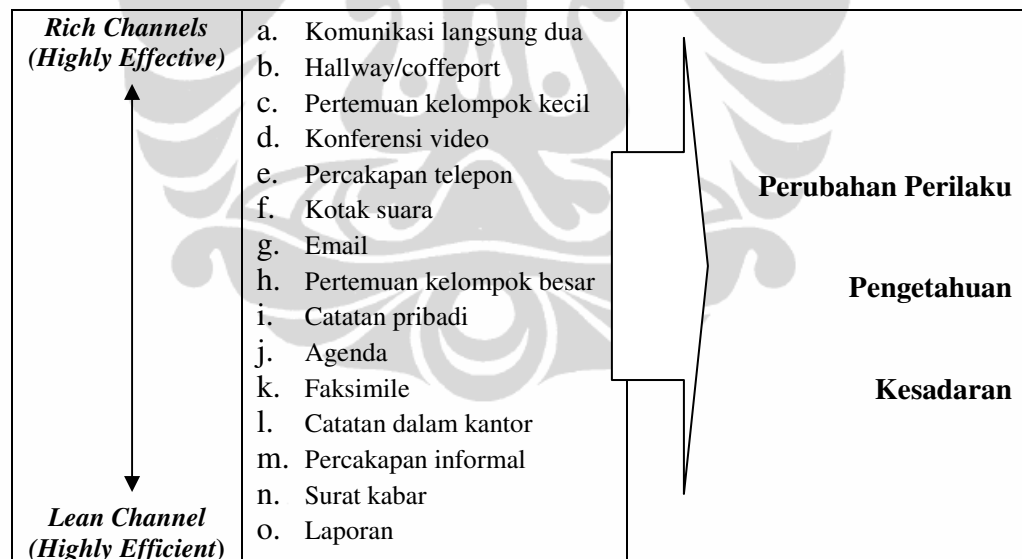 Rich Channels
(Highly Effective)
Lean Channel
(Highly Efficient)
a. Komunikasi langsung dua
b. Hallway/coffeport
c. Pertemuan kelompok kecil
d. Konferensi video
e. Percakapan telepon
f. Kotak suara
g. Email
h. Pertemuan kelompok besar
i. Catatan pribadi
j. Agenda
k. Faksimile
l. Catatan dalam kantor
m. Percakapan informal
n. Surat kabar
o. Laporan
Perubahan Perilaku
Pengetahuan
Kesadaran